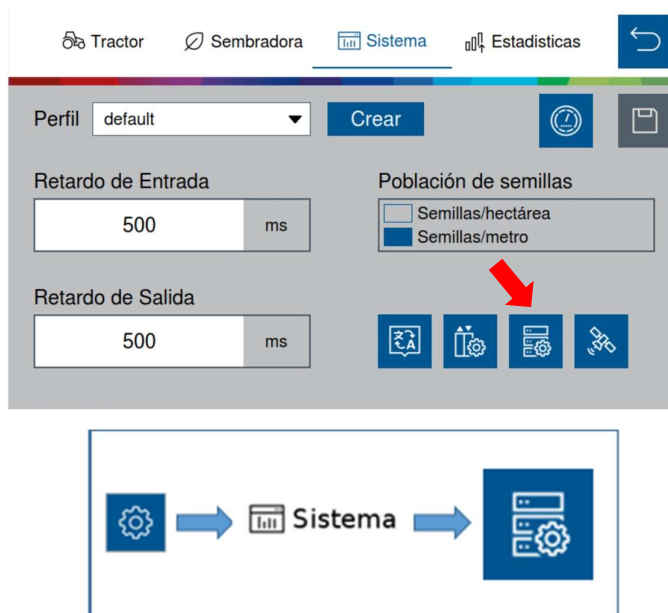 Tractor Sembradora Sistema Estadisticas
Perfil default Crear
Retardo de Entrada Población de semillas
500 ms Semillas/hectárea
Semillas/metro
Retardo de Salida
500 ms
Sistema